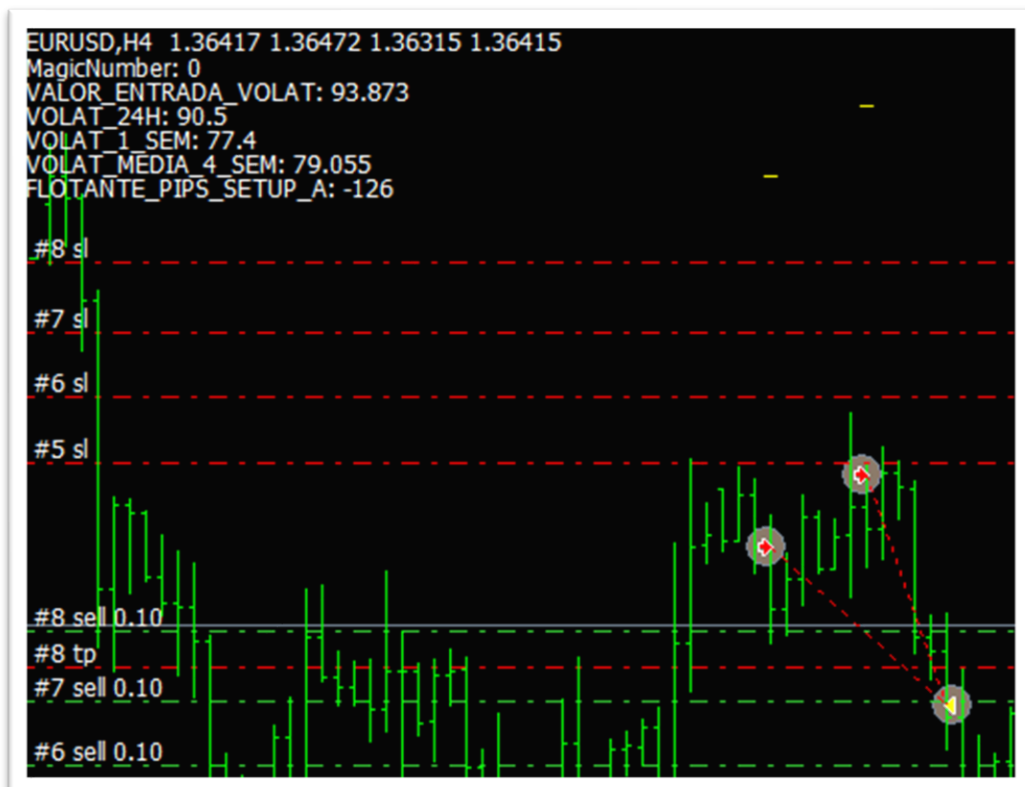 EURUSD,H4 1.36417 1.36472 1.36315 1.36415
MagicNumber: 0
VALOR_ENTRADA_VOLAT: 93.873
VOLAT_24H: 90.5
VOLAT_1_SEM: 77.4
VOLAT_MEDIA_4_SEM: 79.055
FLOTANTE_PIPS_SETUP_A: -126
#8 sl
#7 sl
#6 sl
#5 sl
#8 sell 0.10
#8 tp
#7 sell 0.10
#6 sell 0.10